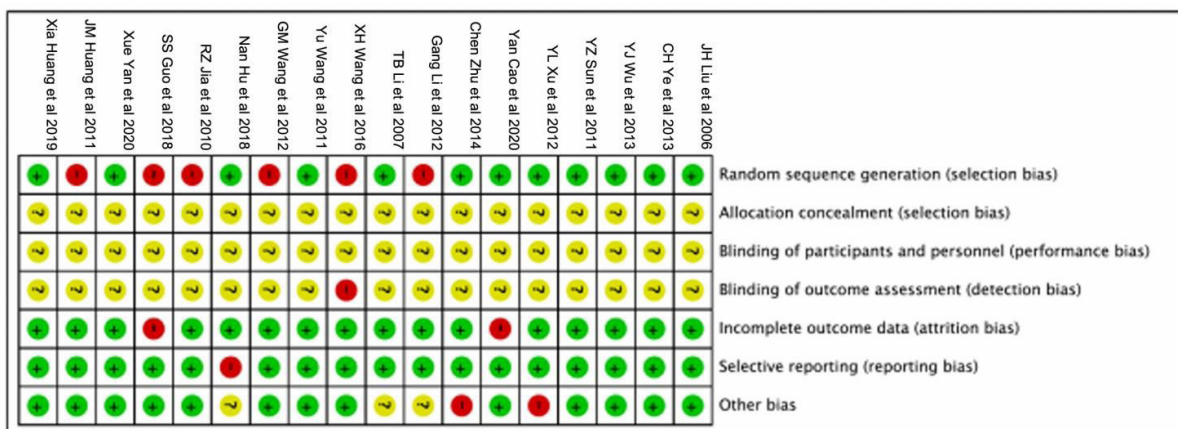 Xia Huang et al 2019
JM Huang et al 2011
Xue Yan et al 2020
SS Guo et al 2018
RZ Jia et al 2010
Nan Hu et al 2018
GM Wang et al 2012
Yu Wang et al 2011
XH Wang et al 2016
TB Li et al 2007
Gang Li et al 2012
Chen Zhu et al 2014
Yan Cao et al 2020
YL Xu et al 2012
YZ Sun et al 2011
YJ Wu et al 2013
CH Ye et al 2013
JH Liu et al 2006
Random sequence generation (selection bias)
Allocation concealment (selection bias)
Blinding of participants and personnel (performance bias)
Blinding of outcome assessment (detection bias)
Incomplete outcome data (attrition bias)
Selective reporting (reporting bias)
Other bias